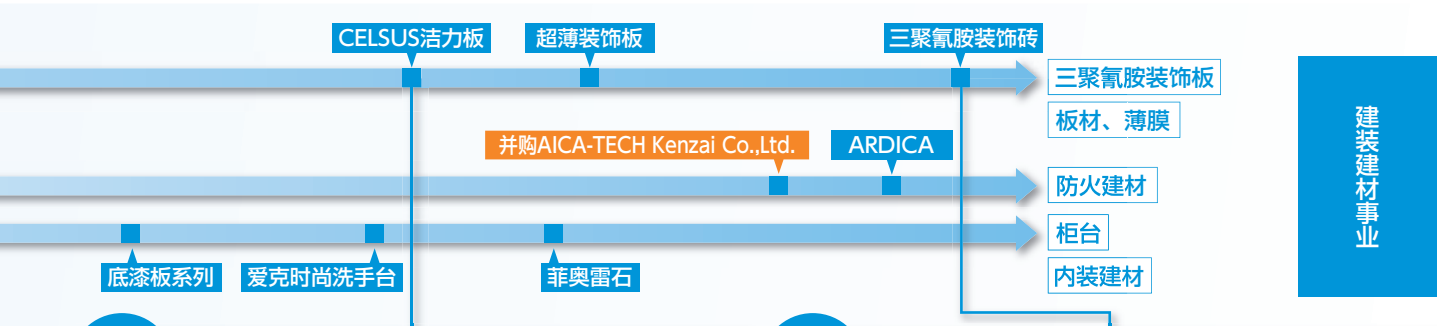 CELSUS洁力板
超薄装饰板
三聚氰胺装饰砖
三聚氰胺装饰板
板材、薄膜
并购AICA-TECH Kenzai Co.,Ltd.
ARDICA
防火建材
柜台
底漆板系列
爱克时尚洗手台
菲奥雷石
内装建材
建装建材事业